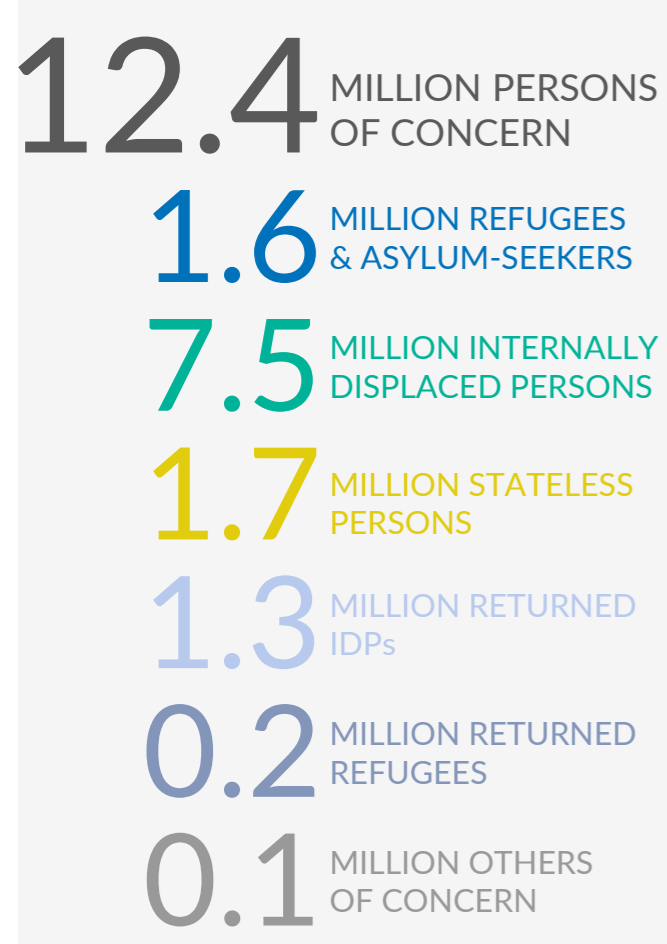 12.4 MILLION PERSONS
OF CONCERN
1.6 MILLION REFUGEES
& ASYLUM-SEEKERS
7.5 MILLION INTERNALLY
DISPLACED PERSONS
1.7 MILLION STATELESS
PERSONS
1.3 MILLION RETURNED
IDPs
0.2 MILLION RETURNED
REFUGEES
0.1 MILLION OTHERS
OF CONCERN